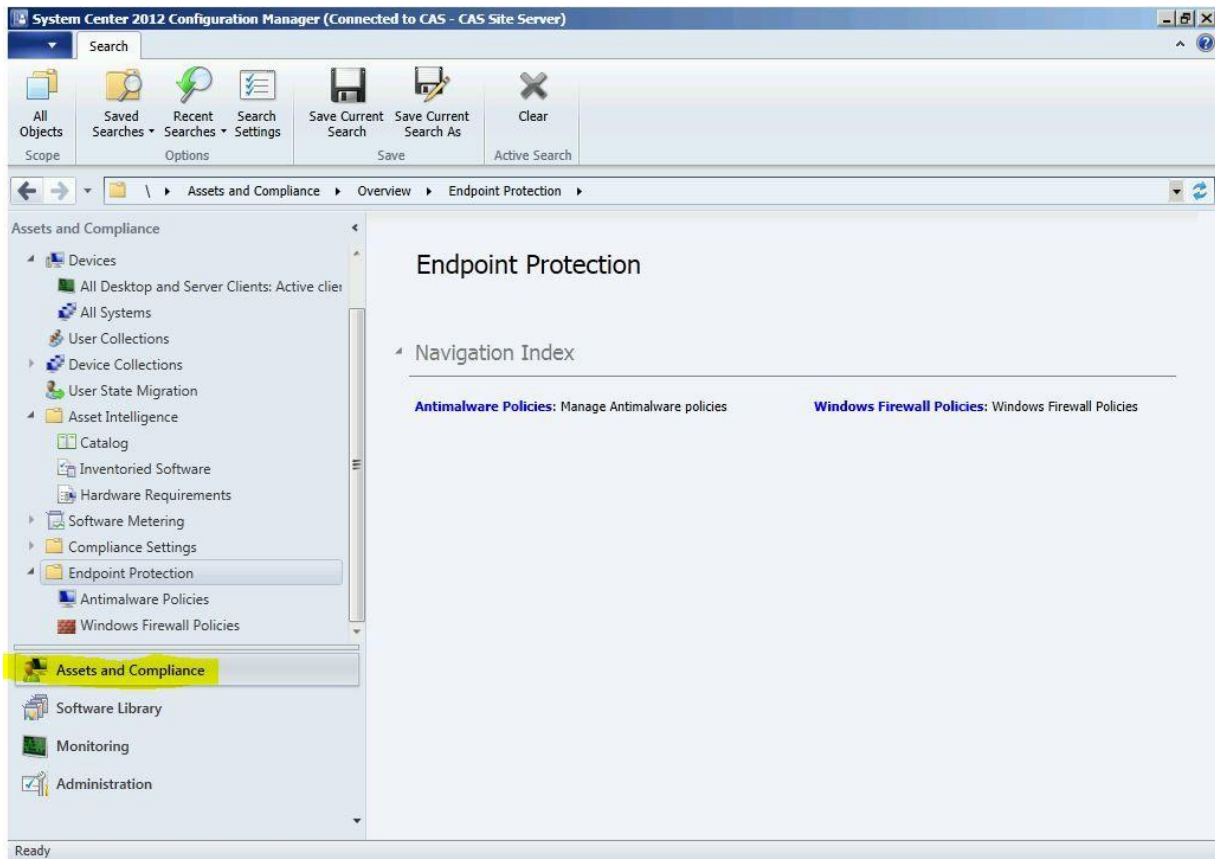 System Center 2012 Configuration Manager (Connected to CAS - CAS Site Server)
Search
All Objects
Saved Searches
Recent Searches
Search Settings
Save Current Search
Save Current Search As
Clear
Scope
Options
Save
Active Search
\ Assets and Compliance Overview Endpoint Protection
Assets and Compliance
Devices
All Desktop and Server Clients: Active clier
All Systems
User Collections
Device Collections
User State Migration
Asset Intelligence
Catalog
Inventoried Software
Hardware Requirements
Software Metering
Compliance Settings
Endpoint Protection
Antimalware Policies
Windows Firewall Policies
Assets and Compliance
Software Library
Monitoring
Administration
Endpoint Protection
Navigation Index
Antimalware Policies: Manage Antimalware policies
Windows Firewall Policies: Windows Firewall Policies
Ready